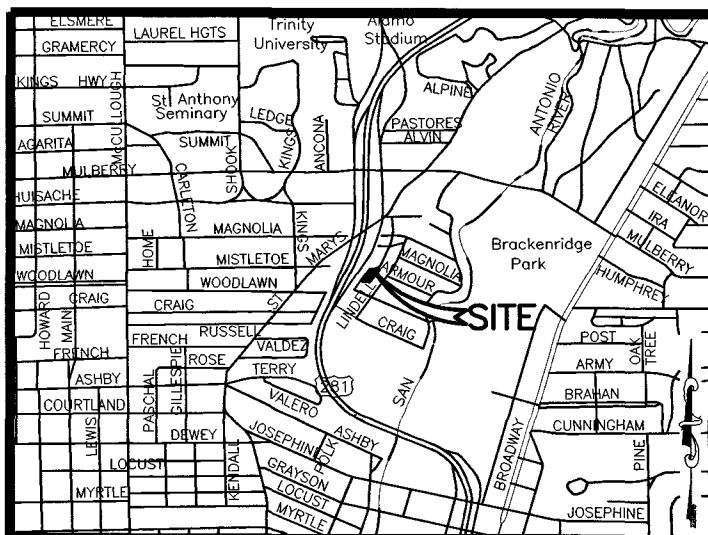 ELSMERE
GRAMERCY
KINGS HWY
SUMMIT
AGARITA
MULBERRY
HUISACHE
MAGNOLIA
MISTLETOE
WOODLAWN
CRAIG
HOWARD
MAIN
FRENCH
ASHBY
COURTLAND
LEWIS
LOCUST
MYRTLE
McCULLOUGH
LAUREL HGTS
St. Anthony
Seminary
LEDGE
SUMMIT
CARLETON
SHOOK
KINGS
ANCONA
MAGNOLIA
HOME
MISTLETOE
WOODLAWN
KINGS
ST
MARYS
CRAIG
RUSSELL
FRENCH
ROSE
VALDEZ
TERRY
PASCHAL
GILLESPIE
DEWEY
KENDALL
VALERO
ASHBY
JOSEPHINE
POLK
GRAYSON
LOCUST
MYRTLE
281
Trinity
University
Alamo
Stadium
ALPINE
PASTORES
ALVIN
ANTONIO
RIVER
MAGNOLIA
ARMOUR
LINDELL
CRAIG
SITE
SAN
Brackenridge
Park
ELEANOR
IRA
MULBERRY
HUMPHREY
BROADWAY
POST
OAK
TREE
ARMY
BRAHAN
CUNNINGHAM
PINE
JOSEPHINE